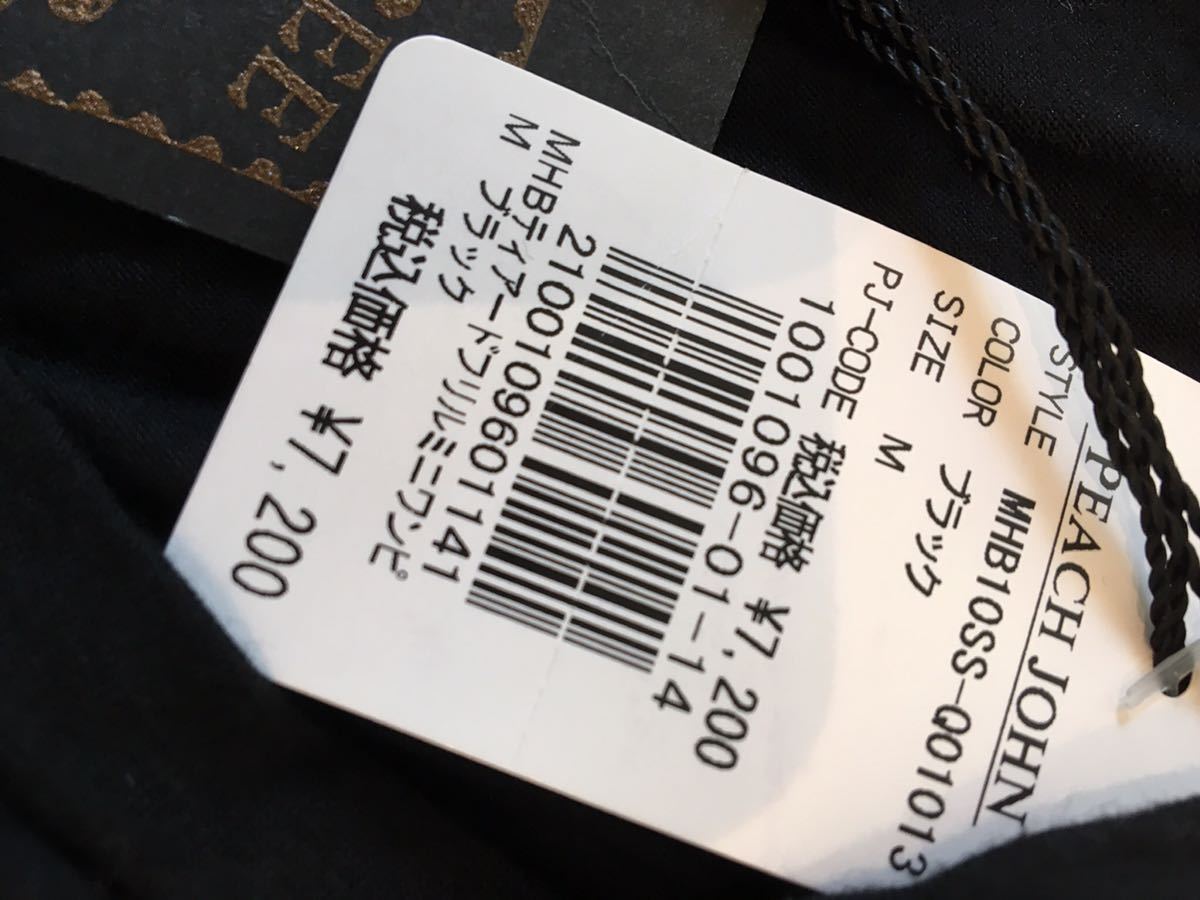 PEACH JOHN
STYLE MHB10SS-Q01013
COLOR ブラック
SIZE M
PJ-CODE 税込価格 ¥7,200
1001096-01-14
2100109601141
MHBティアードフリルミニワンピ
M ブラック
税込価格 ¥7,200
EE